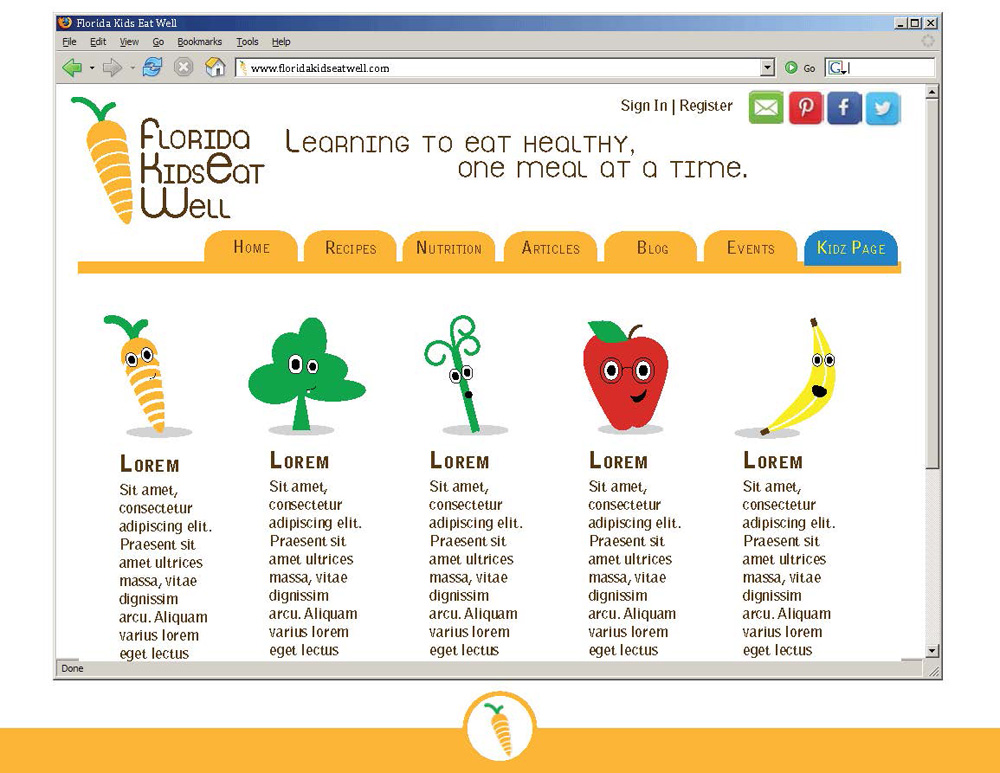 Florida Kids Eat Well
File Edit View Go Bookmarks Tools Help
www.floridakidseatwell.com
Go
G
Sign In | Register
Florida
KidsEat
Well
Learning to eat healthy,
one meal at a time.
Home
Recipes
Nutrition
Articles
Blog
Events
Kidz Page
Lorem
Sit amet,
consectetur
adipiscing elit.
Praesent sit
amet ultrices
massa, vitae
dignissim
arcu. Aliquam
varius lorem
eget lectus
Lorem
Sit amet,
consectetur
adipiscing elit.
Praesent sit
amet ultrices
massa, vitae
dignissim
arcu. Aliquam
varius lorem
eget lectus
Lorem
Sit amet,
consectetur
adipiscing elit.
Praesent sit
amet ultrices
massa, vitae
dignissim
arcu. Aliquam
varius lorem
eget lectus
Lorem
Sit amet,
consectetur
adipiscing elit.
Praesent sit
amet ultrices
massa, vitae
dignissim
arcu. Aliquam
varius lorem
eget lectus
Lorem
Sit amet,
consectetur
adipiscing elit.
Praesent sit
amet ultrices
massa, vitae
dignissim
arcu. Aliquam
varius lorem
eget lectus
Done